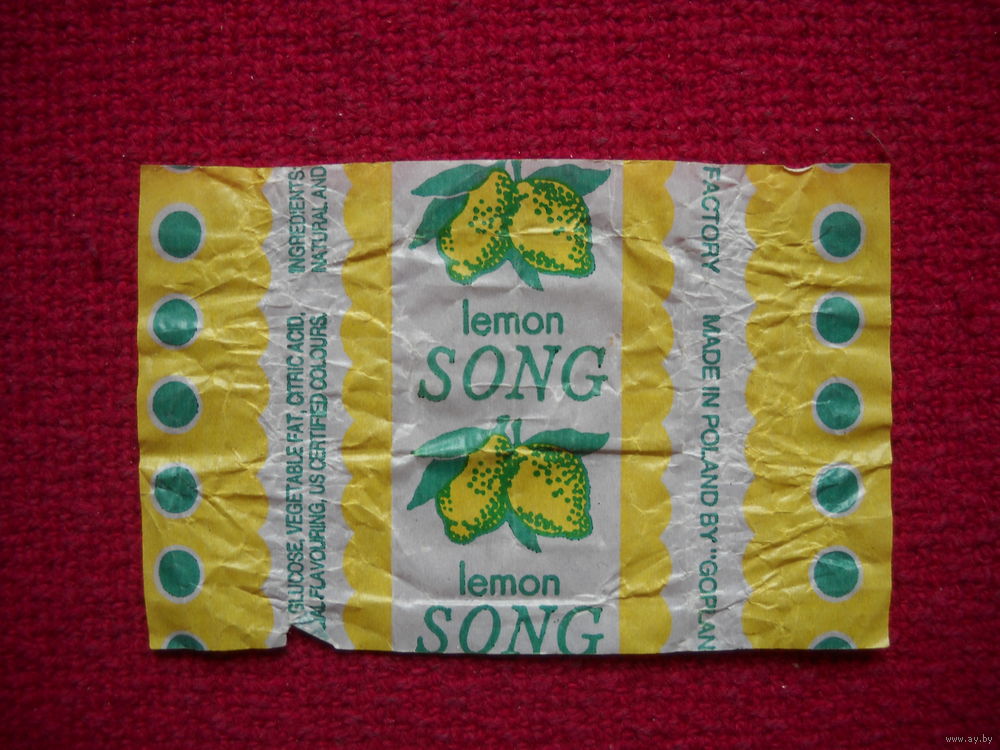 lemon
SONG
lemon
SONG
INGREDIENTS:
NATURAL AND
GLUCOSE, VEGETABLE FAT, CITRIC ACID,
FLAVOURING, US CERTIFIED COLOURS.
FACTORY MADE IN POLAND BY "GOPLAN
www.ay.by